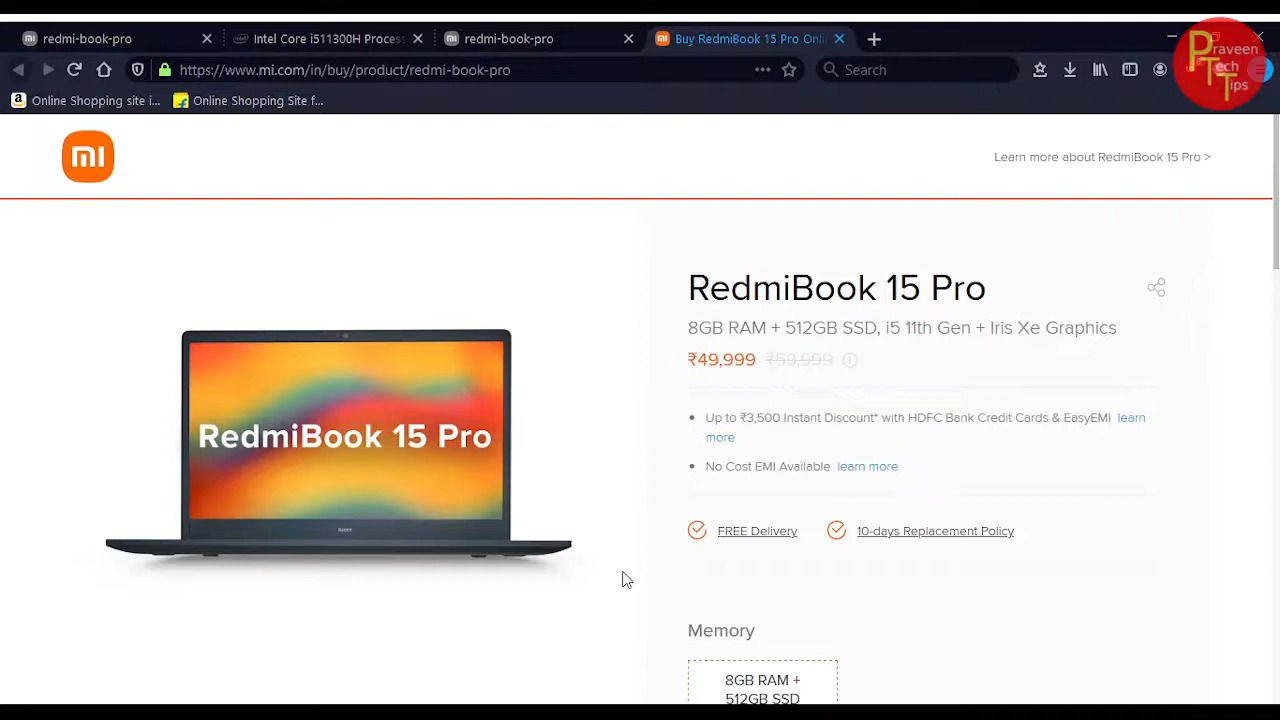 redmi-book-pro
Intel Core i511300H Process
redmi-book-pro
Buy RedmiBook 15 Pro Onli
https://www.mi.com/in/buy/product/redmi-book-pro
Search
Praveen
Tech
Tips
Online Shopping site i...
Online Shopping Site f...
mi
Learn more about RedmiBook 15 Pro >
RedmiBook 15 Pro
8GB RAM + 512GB SSD, i5 11th Gen + Iris Xe Graphics
₹49,999 ₹59,999
Up to ₹3,500 Instant Discount* with HDFC Bank Credit Cards & EasyEMI learn
more
No Cost EMI Available learn more
RedmiBook 15 Pro
Redmi
FREE Delivery
10-days Replacement Policy
Memory
8GB RAM +
512GB SSD